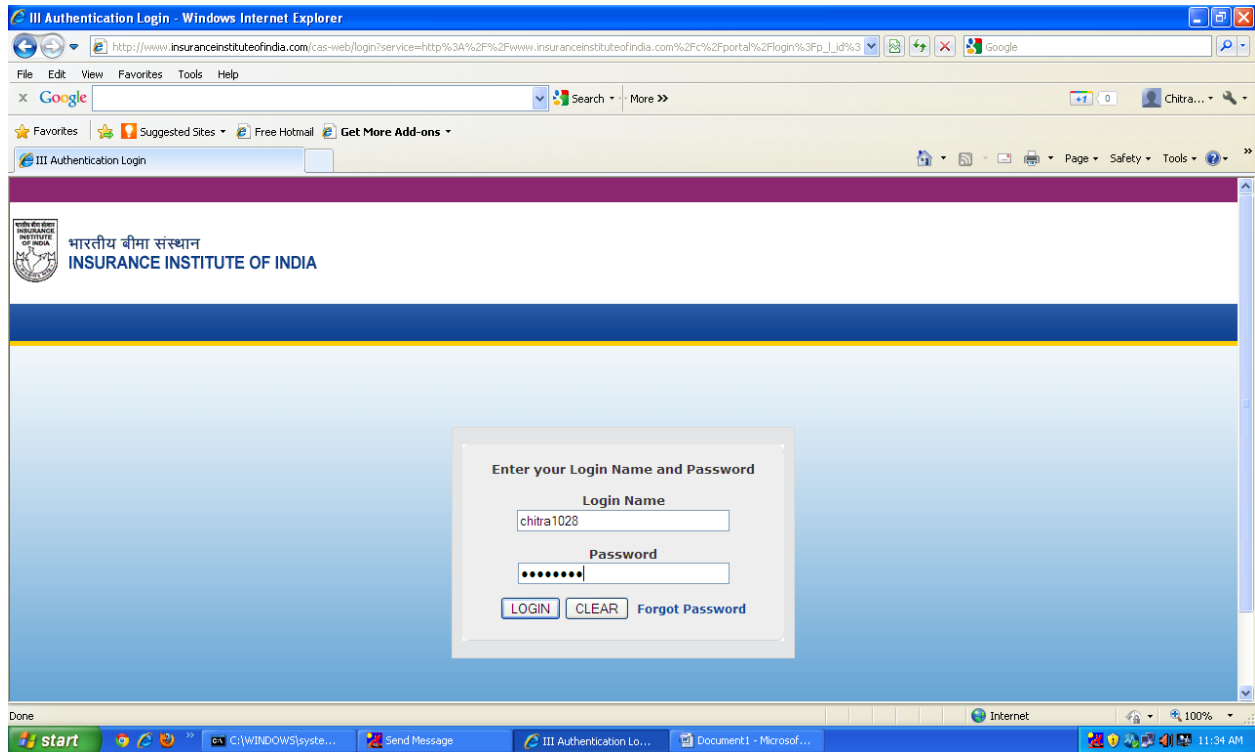 III Authentication Login - Windows Internet Explorer
http://www.insuranceinstituteofindia.com/cas-web/login?service=http%3A%2F%2Fwww.insuranceinstituteofindia.com%2Fc%2Fportal%2Flogin%3Fp_l_id%3 Google
File Edit View Favorites Tools Help
x Google Search More >> +1 0 Chitra...
Favorites Suggested Sites Free Hotmail Get More Add-ons
III Authentication Login Page Safety Tools >>
भारतीय बीमा संस्थान
INSURANCE INSTITUTE OF INDIA
INSURANCE
INSTITUTE
OF INDIA
Enter your Login Name and Password
Login Name
chitra1028
Password
••••••••
LOGIN CLEAR Forgot Password
Done Internet 100%
start C:\WINDOWS\syste... Send Message III Authentication Lo... Document1 - Microsof... 11:34 AM